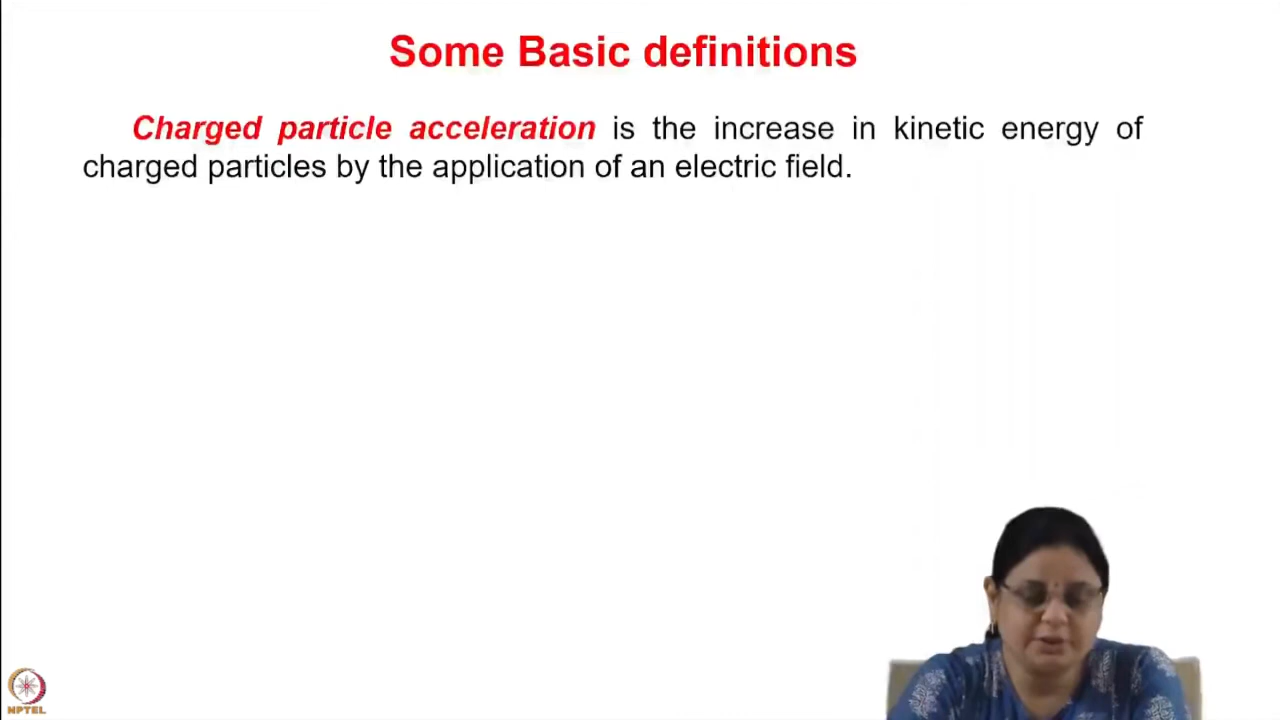 Some Basic definitions
Charged particle acceleration is the increase in kinetic energy of
charged particles by the application of an electric field.
NPTEL